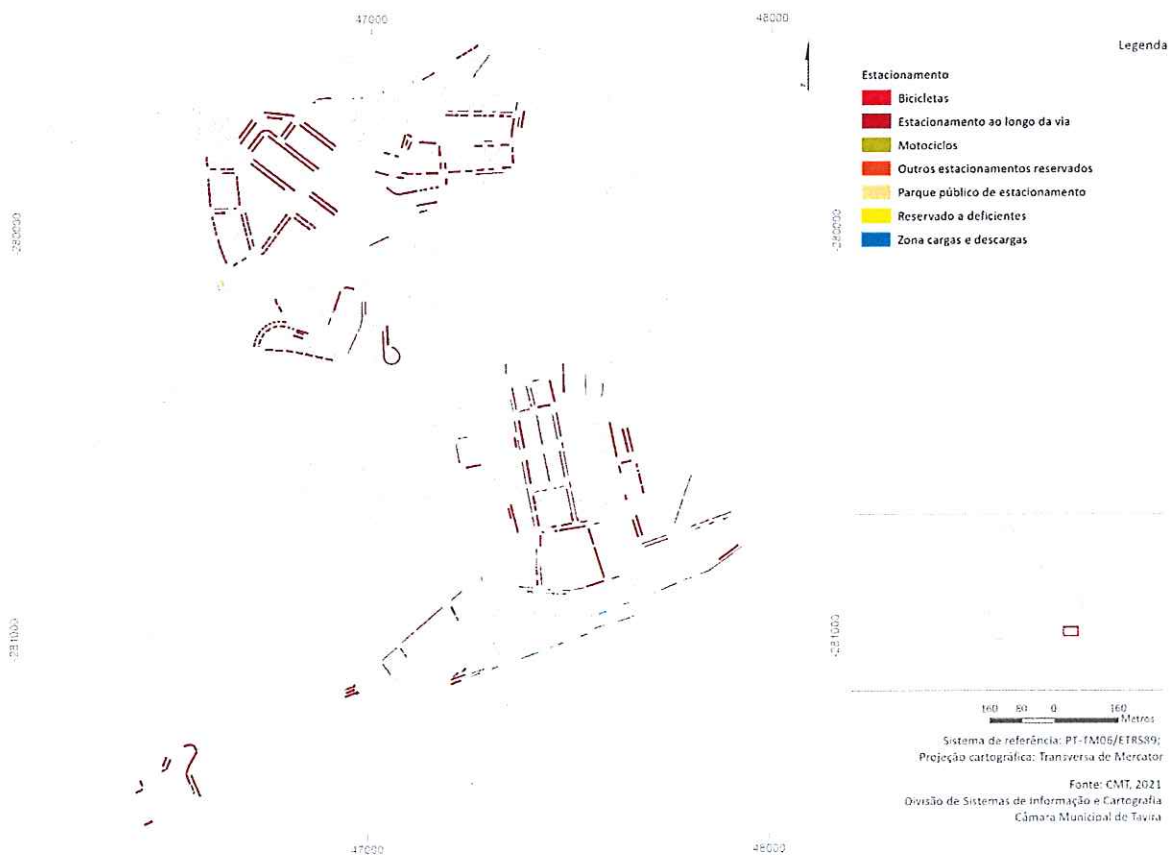 47000
48000
Legenda
Estacionamento
Bicicletas
Estacionamento ao longo da via
Motociclos
Outros estacionamentos reservados
Parque público de estacionamento
Reservado a deficientes
Zona cargas e descargas
-280000
-280000
-281000
-281000
160 80 0 160
Metros
Sistema de referência: PT-TM06/ETRS89;
Projeção cartográfica: Transversa de Mercator
Fonte: CMT, 2021
Divisão de Sistemas de Informação e Cartografia
Câmara Municipal de Tavira
47000
48000